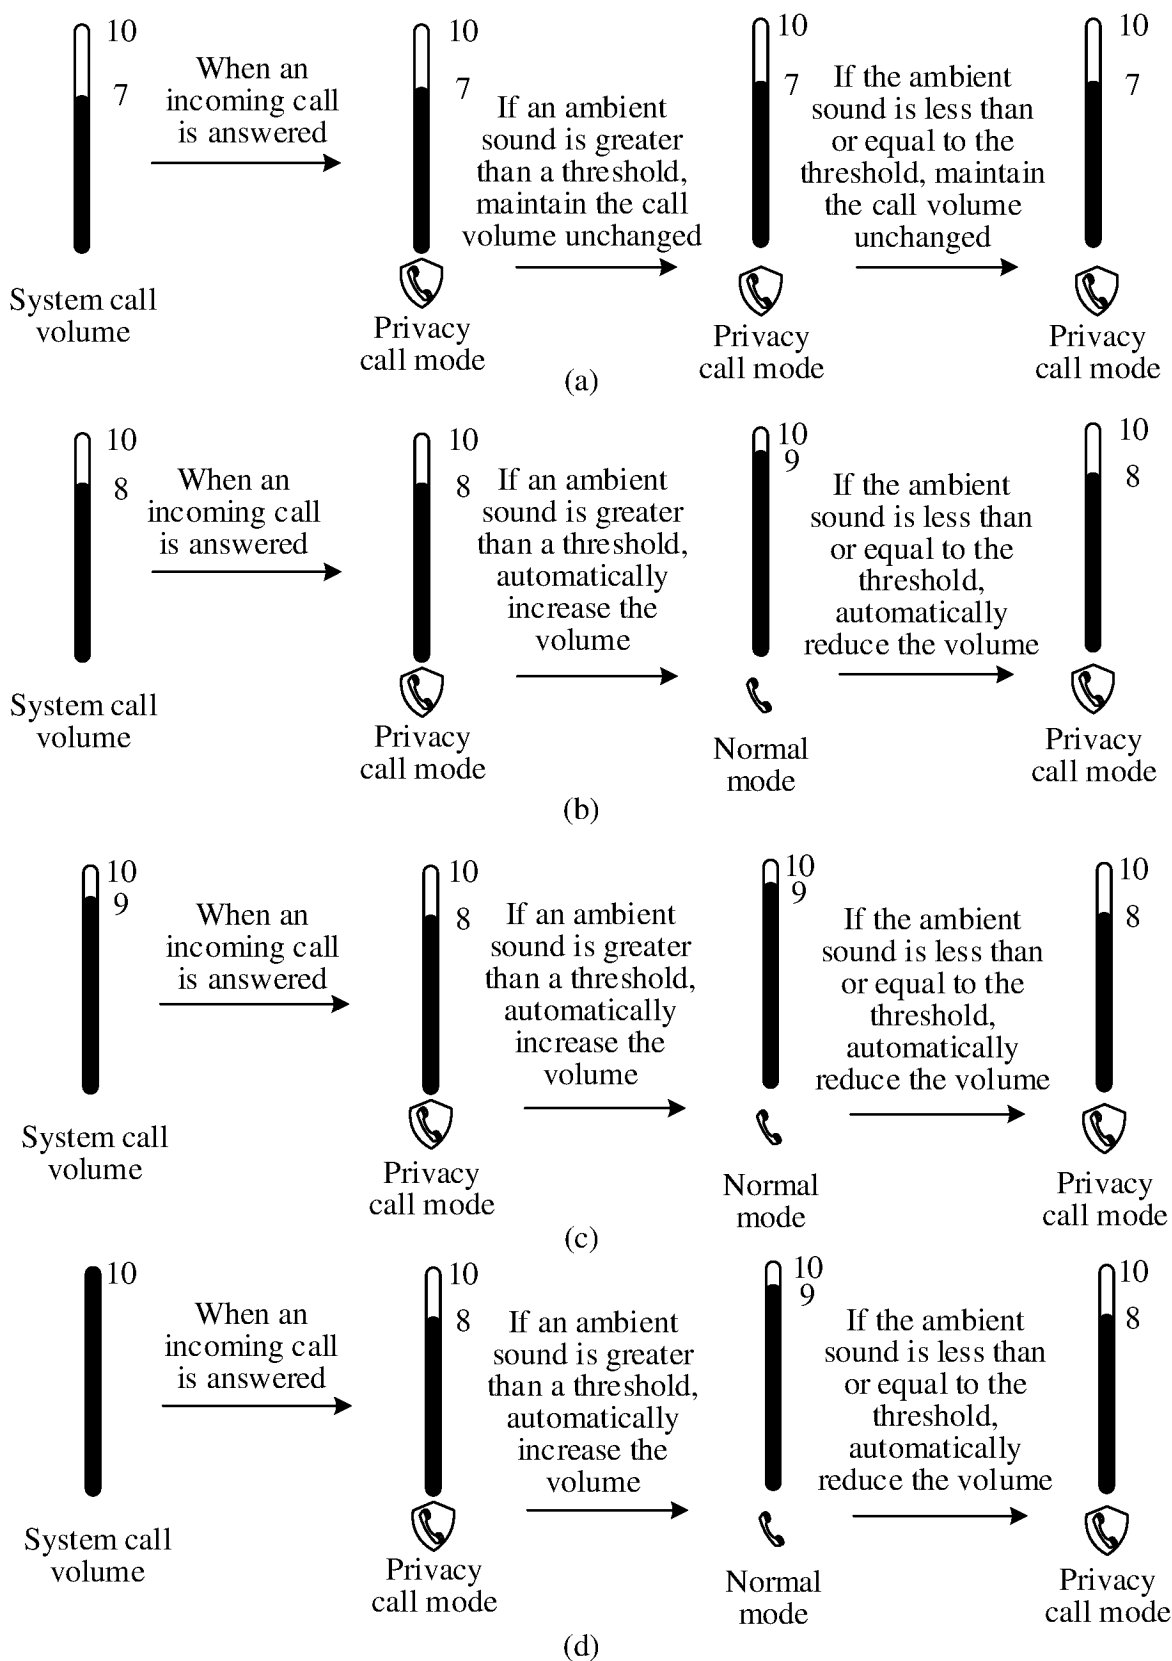 10
7
System call
volume
When an
incoming call
is answered
10
7
Privacy
call mode
If an ambient
sound is greater
than a threshold,
maintain the call
volume unchanged
10
7
Privacy
call mode
If the ambient
sound is less than
or equal to the
threshold, maintain
the call volume
unchanged
10
7
Privacy
call mode
(a)
10
8
System call
volume
When an
incoming call
is answered
10
8
Privacy
call mode
If an ambient
sound is greater
than a threshold,
automatically
increase the
volume
10
9
Normal
mode
If the ambient
sound is less than
or equal to the
threshold,
automatically
reduce the volume
10
8
Privacy
call mode
(b)
10
9
System call
volume
When an
incoming call
is answered
10
8
Privacy
call mode
If an ambient
sound is greater
than a threshold,
automatically
increase the
volume
10
9
Normal
mode
If the ambient
sound is less than
or equal to the
threshold,
automatically
reduce the volume
10
8
Privacy
call mode
(c)
10
System call
volume
When an
incoming call
is answered
10
8
Privacy
call mode
If an ambient
sound is greater
than a threshold,
automatically
increase the
volume
10
9
Normal
mode
If the ambient
sound is less than
or equal to the
threshold,
automatically
reduce the volume
10
8
Privacy
call mode
(d)